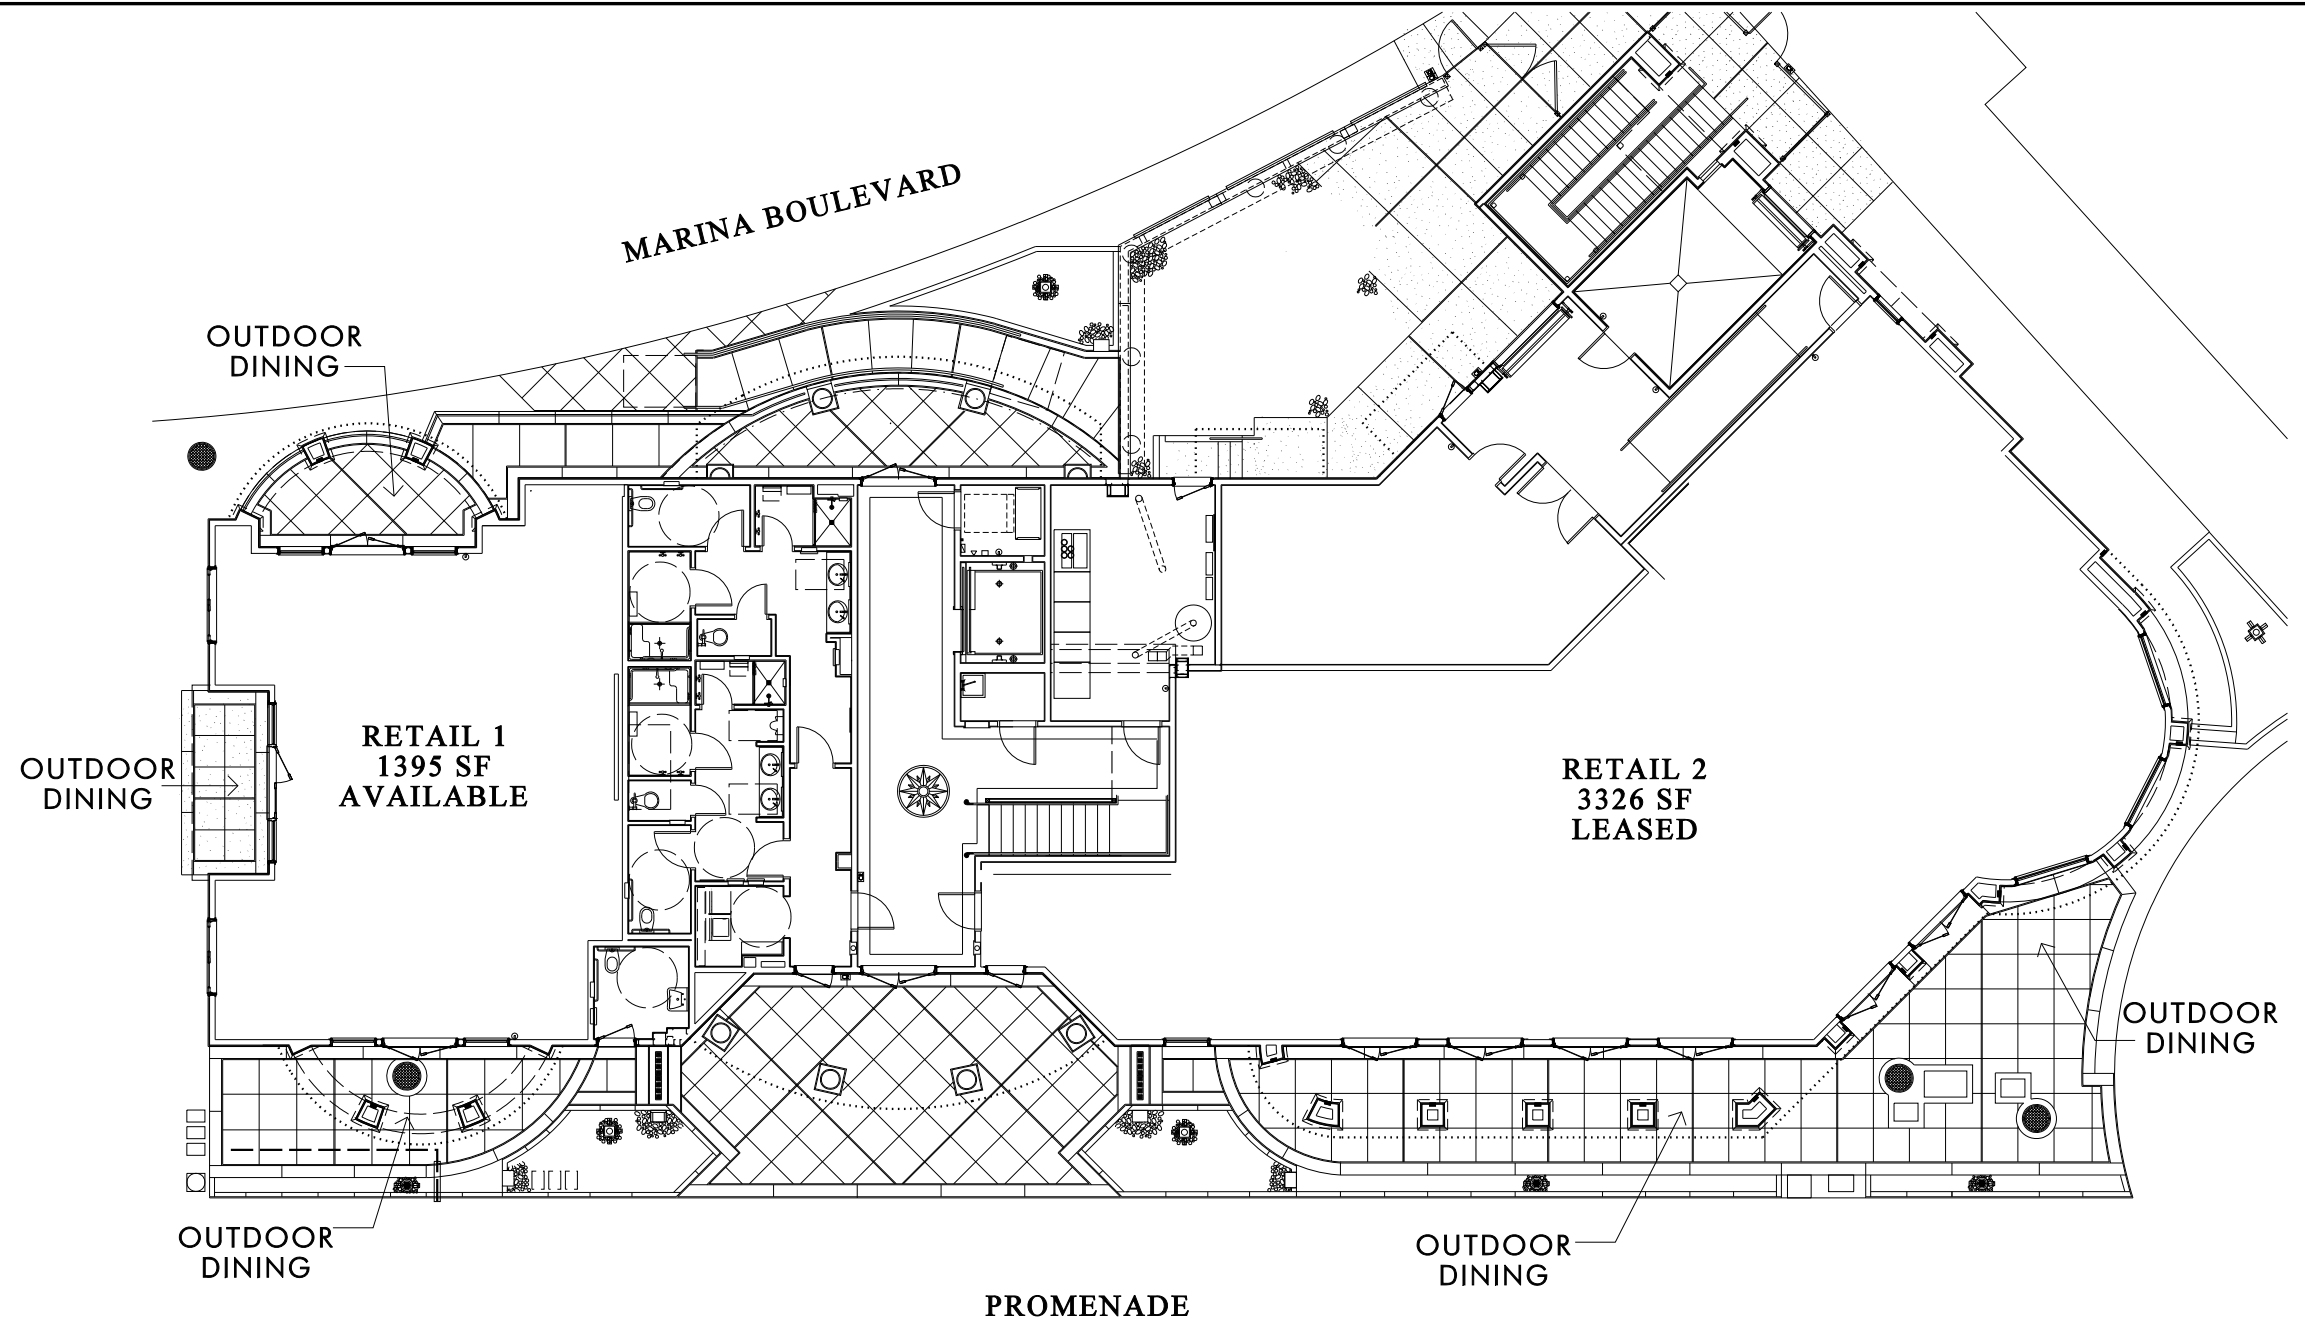 MARINA BOULEVARD
OUTDOOR
DINING
RETAIL 1
1395 SF
AVAILABLE
OUTDOOR
DINING
RETAIL 2
3326 SF
LEASED
OUTDOOR
DINING
OUTDOOR
DINING
OUTDOOR
DINING
PROMENADE